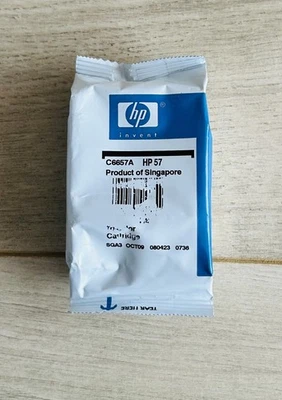 hp
invent
C6657A HP 57
Product of Singapore
Cartridge
SGA3 OCT09 080423 0736
TEAR HERE